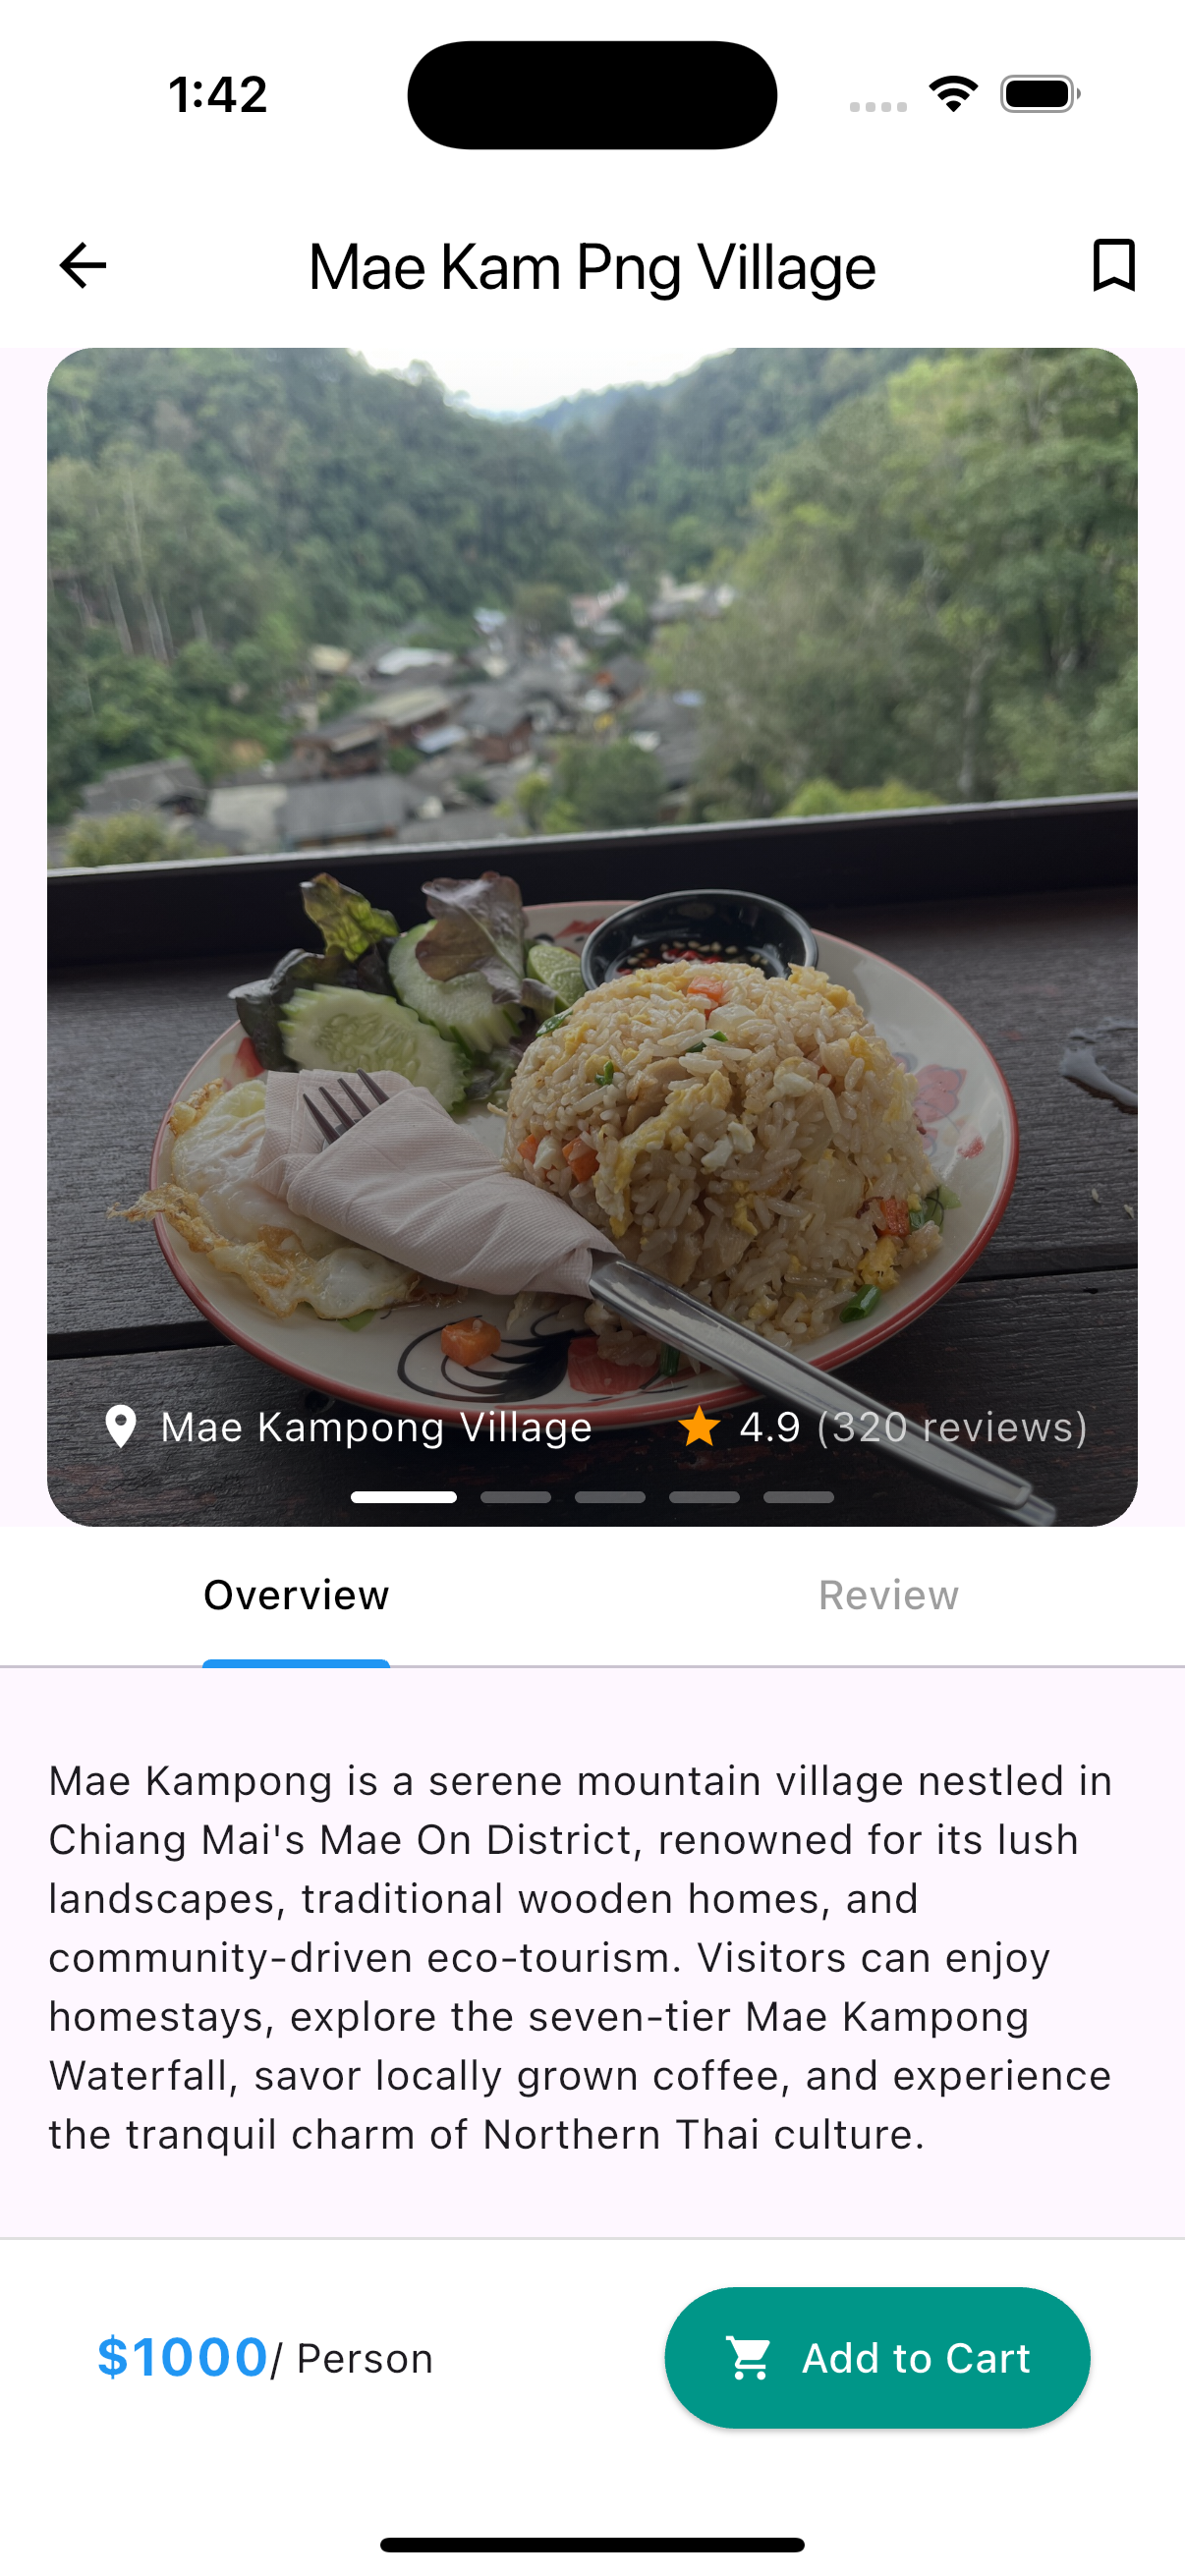 1:42
Mae Kam Png Village
Mae Kampong Village 4.9 (320 reviews)
Overview Review
Mae Kampong is a serene mountain village nestled in
Chiang Mai's Mae On District, renowned for its lush
landscapes, traditional wooden homes, and
community-driven eco-tourism. Visitors can enjoy
homestays, explore the seven-tier Mae Kampong
Waterfall, savor locally grown coffee, and experience
the tranquil charm of Northern Thai culture.
$1000/ Person Add to Cart